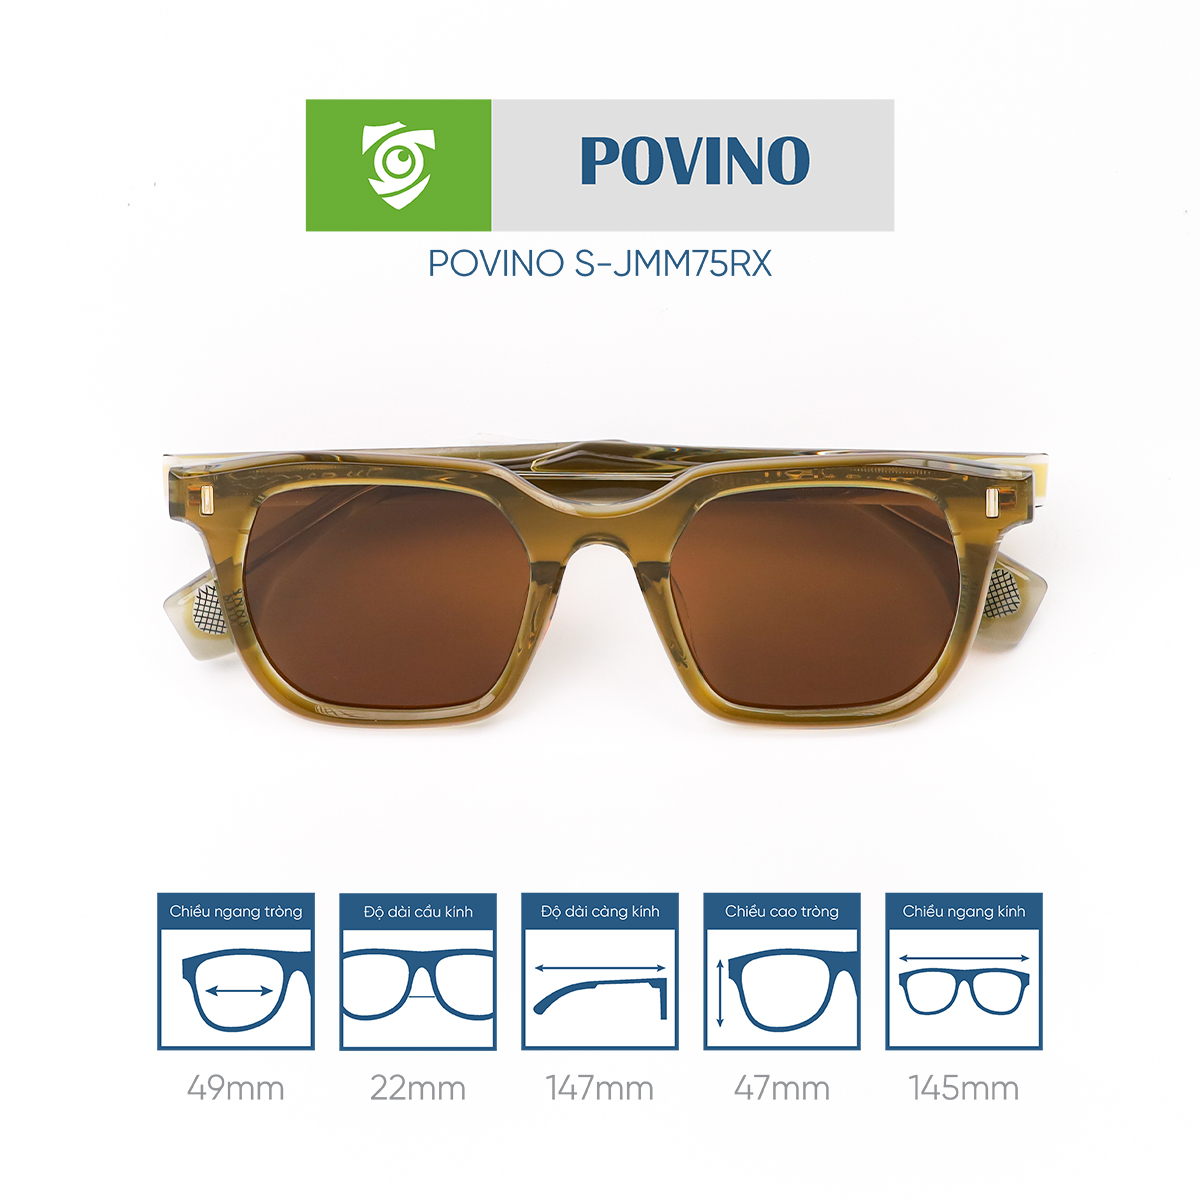 POVINO
POVINO S-JMM75RX
Chiều ngang tròng
Độ dài cầu kính
Độ dài càng kính
Chiều cao tròng
Chiều ngang kính
49mm
22mm
147mm
47mm
145mm